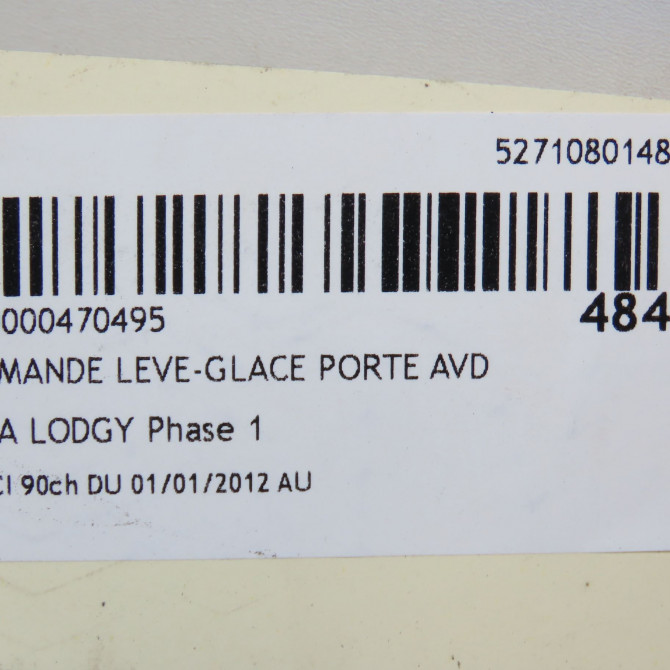 5271080148
000470495
484
MANDE LEVE-GLACE PORTE AVD
A LODGY Phase 1
CI 90ch DU 01/01/2012 AU